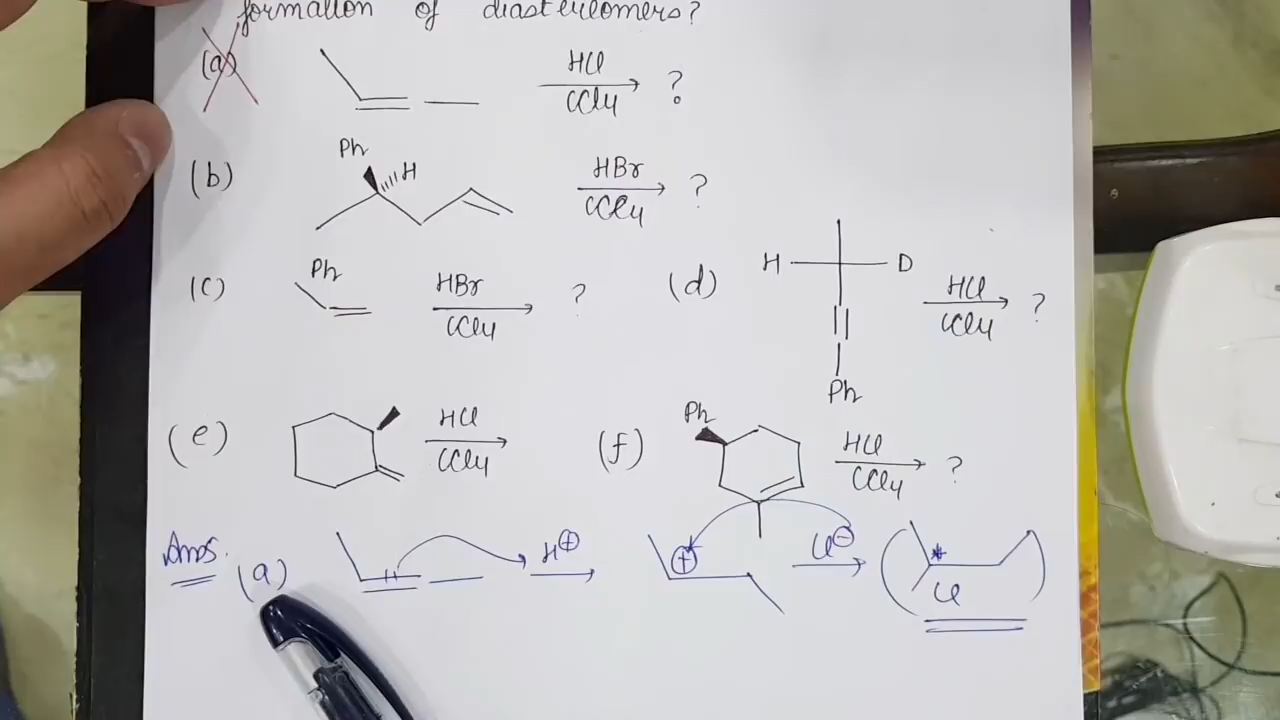 formation of diastereomers?
(a) HCl CCl4 ?
(b) Ph H HBr CCl4 ?
(c) Ph HBr CCl4 ?
(d) H D Ph HCl CCl4 ?
(e) HCl CCl4
(f) Ph HCl CCl4 ?
Ans. (a) H⊕ ⊕ Cl⊖ * Cl